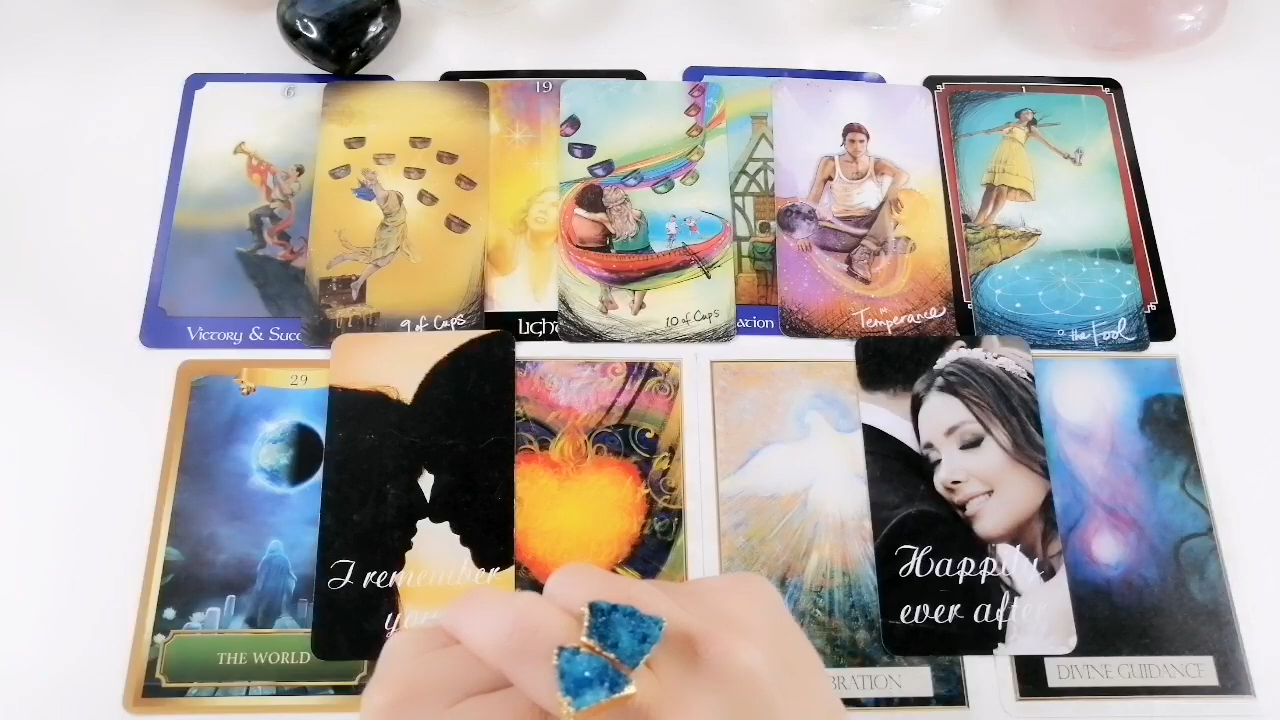 6
19
1
Victory & Succ
9 of Cups
Ligh
10 of Cups
ation
Temperance
0 the Fool
29
I remember
you
Happily
ever after
THE WORLD
BRATION
DIVINE GUIDANCE